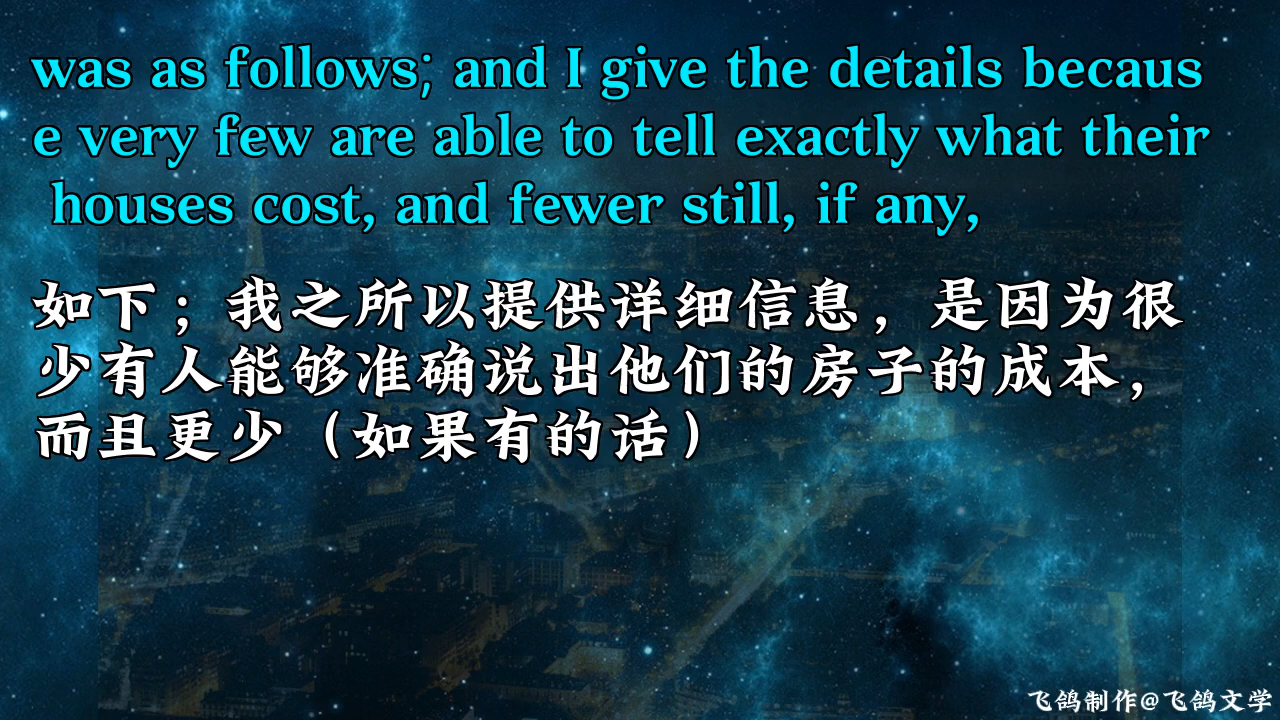 was as follows; and I give the details becaus
e very few are able to tell exactly what their
houses cost, and fewer still, if any,
如下；我之所以提供详细信息，是因为很
少有人能够准确说出他们的房子的成本，
而且更少（如果有的话）
飞鸽制作@飞鸽文学